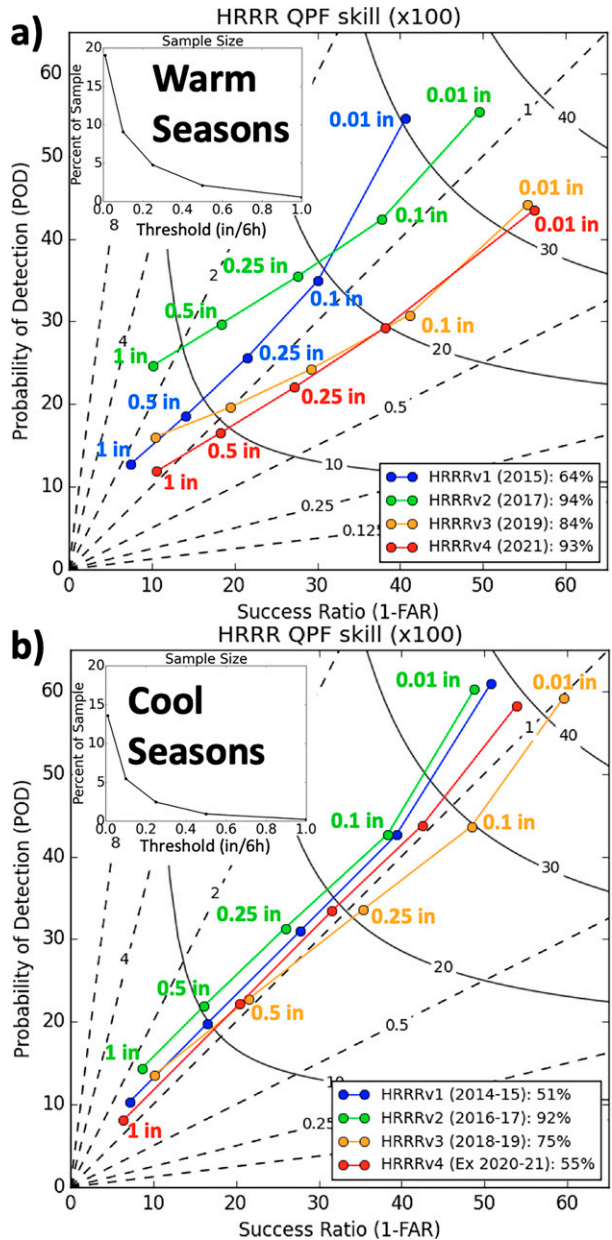 a)
HRRR QPF skill (x100)
Sample Size
Percent of Sample
20
15
10
5
0
0.0 0.2 0.4 0.6 0.8 1.0
Threshold (in/6h)
Warm
Seasons
Probability of Detection (POD)
60
50
40
30
20
10
0
8
4
2
1
0.5
0.25
0.125
10
20
30
40
0.01 in
0.1 in
0.25 in
0.5 in
1 in
0.01 in
0.1 in
0.25 in
0.5 in
1 in
0.01 in
0.1 in
0.01 in
0.25 in
0.5 in
1 in
HRRRv1 (2015): 64%
HRRRv2 (2017): 94%
HRRRv3 (2019): 84%
HRRRv4 (2021): 93%
0 10 20 30 40 50 60
Success Ratio (1-FAR)
b)
HRRR QPF skill (x100)
Sample Size
Percent of Sample
20
15
10
5
0
0.0 0.2 0.4 0.6 0.8 1.0
Threshold (in/6h)
Cool
Seasons
Probability of Detection (POD)
60
50
40
30
20
10
0
8
4
2
1
0.5
0.25
10
20
30
40
0.01 in
0.1 in
0.25 in
0.5 in
1 in
0.01 in
0.1 in
0.25 in
0.5 in
1 in
HRRRv1 (2014-15): 51%
HRRRv2 (2016-17): 92%
HRRRv3 (2018-19): 75%
HRRRv4 (Ex 2020-21): 55%
0 10 20 30 40 50 60
Success Ratio (1-FAR)